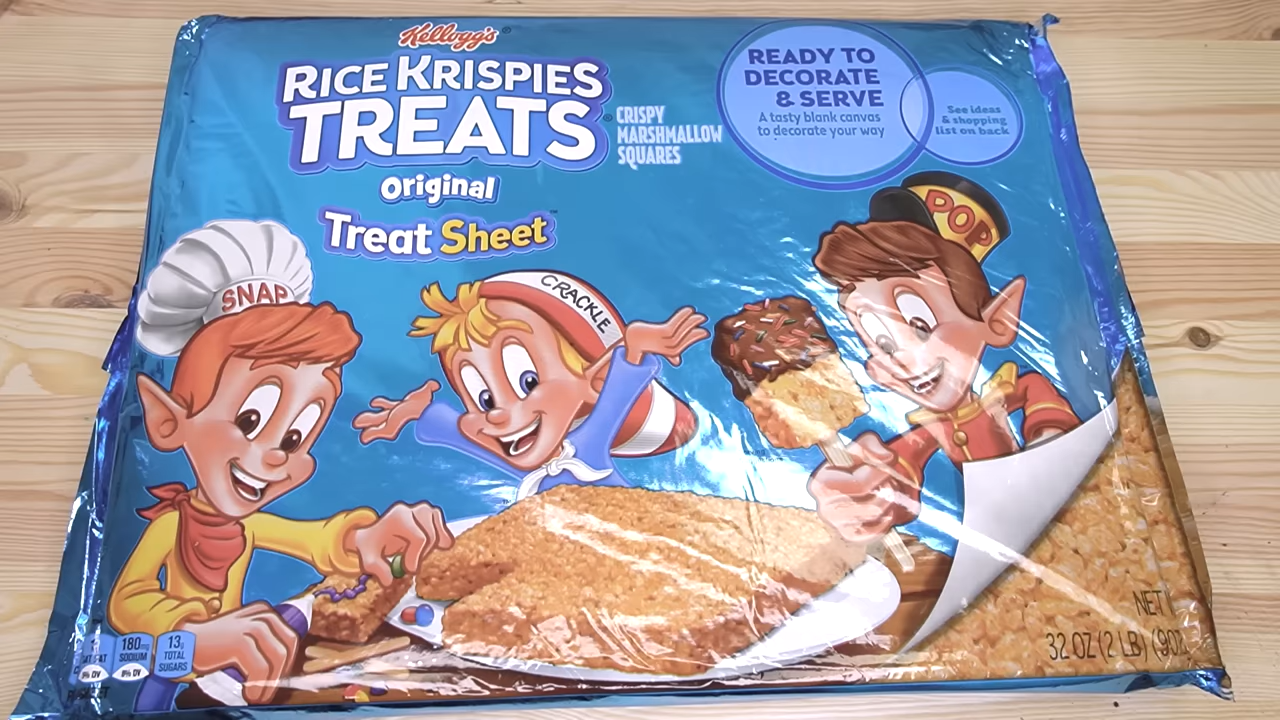 Kellogg's®
RICE KRISPIES
TREATS®
CRISPY
MARSHMALLOW
SQUARES
Original
Treat Sheet™
READY TO
DECORATE
& SERVE
A tasty blank canvas
to decorate your way
See ideas
& shopping
list on back
SNAP
CRACKLE
POP
180mg
SODIUM
8% DV
13g
TOTAL
SUGARS
NET
32 OZ (2 LB) (907